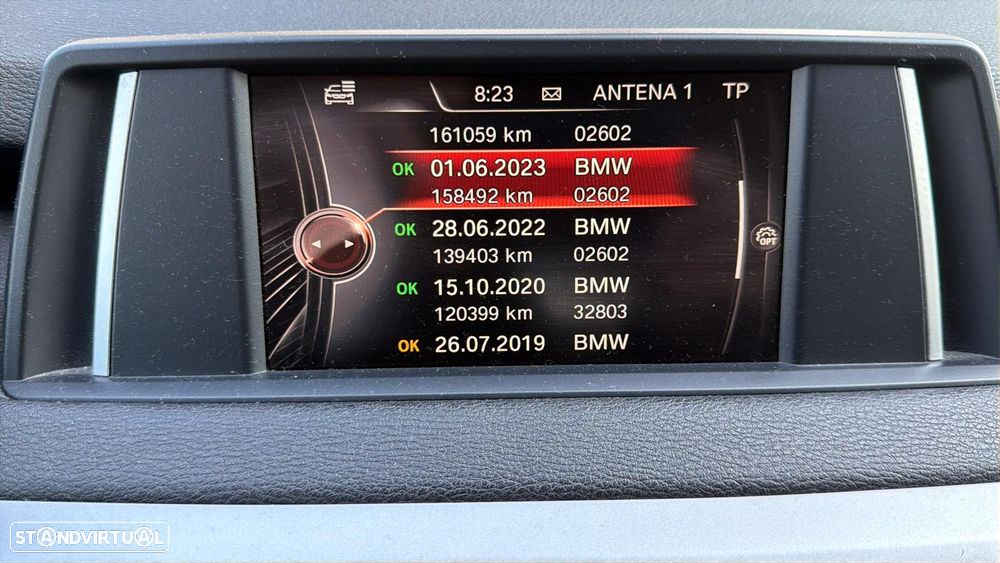 8:23 ANTENA 1 TP
161059 km 02602
OK 01.06.2023 BMW
158492 km 02602
OK 28.06.2022 BMW
139403 km 02602
OPT
OK 15.10.2020 BMW
120399 km 32803
OK 26.07.2019 BMW
STANDVIRTUAL